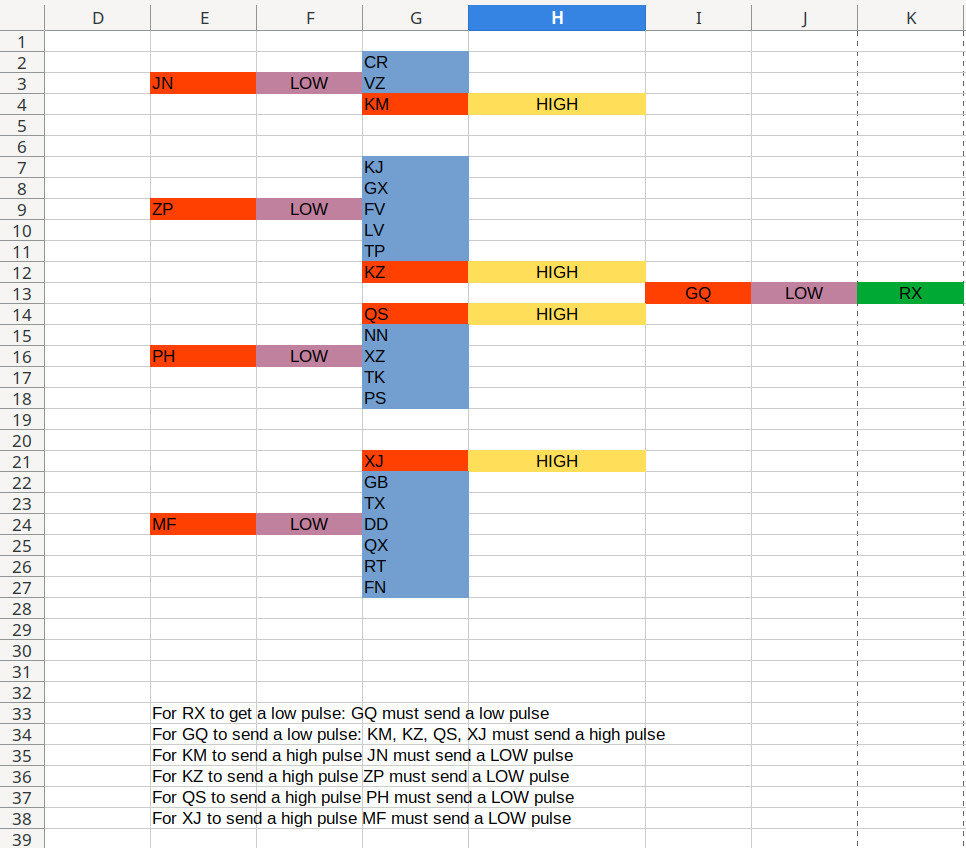 D E F G H I J K
1
2 CR
3 JN LOW VZ
4 KM HIGH
5
6
7 KJ
8 GX
9 ZP LOW FV
10 LV
11 TP
12 KZ HIGH
13 GQ LOW RX
14 QS HIGH
15 NN
16 PH LOW XZ
17 TK
18 PS
19
20
21 XJ HIGH
22 GB
23 TX
24 MF LOW DD
25 QX
26 RT
27 FN
28
29
30
31
32
33 For RX to get a low pulse: GQ must send a low pulse
34 For GQ to send a low pulse: KM, KZ, QS, XJ must send a high pulse
35 For KM to send a high pulse JN must send a LOW pulse
36 For KZ to send a high pulse ZP must send a LOW pulse
37 For QS to send a high pulse PH must send a LOW pulse
38 For XJ to send a high pulse MF must send a LOW pulse
39